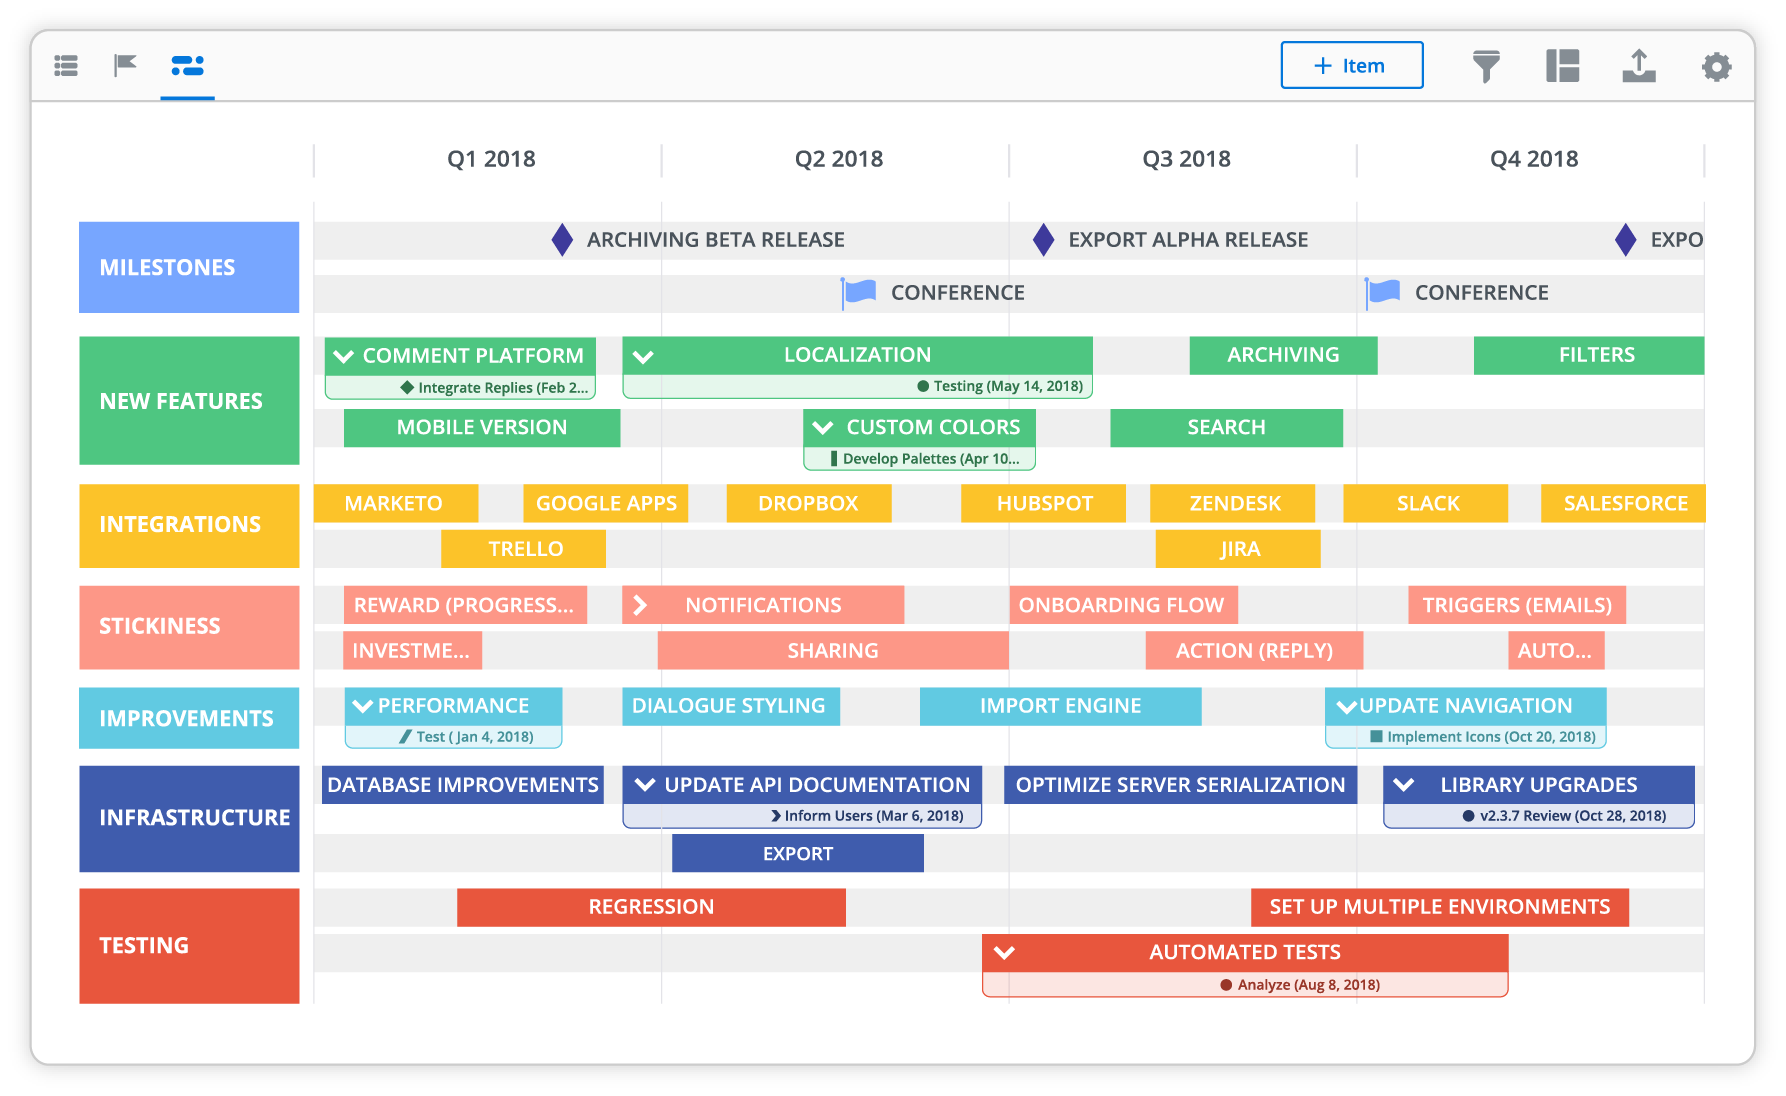 + Item
Q1 2018
Q2 2018
Q3 2018
Q4 2018
MILESTONES
ARCHIVING BETA RELEASE
EXPORT ALPHA RELEASE
EXPO
CONFERENCE
CONFERENCE
NEW FEATURES
COMMENT PLATFORM
LOCALIZATION
ARCHIVING
FILTERS
Integrate Replies (Feb 2...
Testing (May 14, 2018)
MOBILE VERSION
CUSTOM COLORS
SEARCH
Develop Palettes (Apr 10...
INTEGRATIONS
MARKETO
GOOGLE APPS
DROPBOX
HUBSPOT
ZENDESK
SLACK
SALESFORCE
TRELLO
JIRA
STICKINESS
REWARD (PROGRESS...
NOTIFICATIONS
ONBOARDING FLOW
TRIGGERS (EMAILS)
INVESTME...
SHARING
ACTION (REPLY)
AUTO...
IMPROVEMENTS
PERFORMANCE
DIALOGUE STYLING
IMPORT ENGINE
UPDATE NAVIGATION
Test ( Jan 4, 2018)
Implement Icons (Oct 20, 2018)
INFRASTRUCTURE
DATABASE IMPROVEMENTS
UPDATE API DOCUMENTATION
OPTIMIZE SERVER SERIALIZATION
LIBRARY UPGRADES
Inform Users (Mar 6, 2018)
v2.3.7 Review (Oct 28, 2018)
EXPORT
TESTING
REGRESSION
SET UP MULTIPLE ENVIRONMENTS
AUTOMATED TESTS
Analyze (Aug 8, 2018)